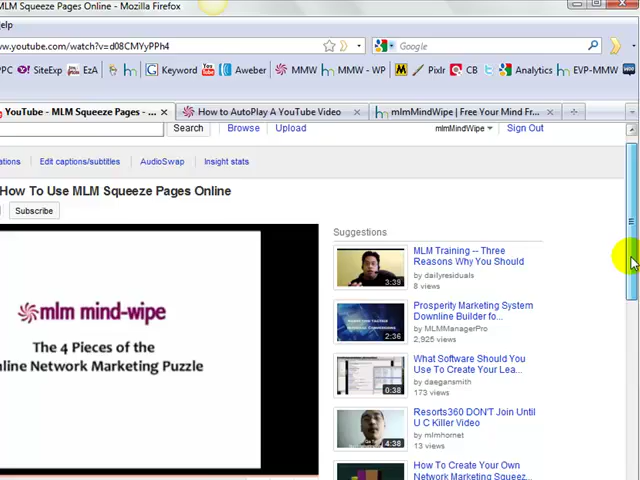 MLM Squeeze Pages Online - Mozilla Firefox
elp
ww.youtube.com/watch?v=d08CMYyPPh4
Google
PC SiteExp EzA Keyword Aweber MMW MMW - WP Pixlr CB Analytics EVP-MMW
YouTube - MLM Squeeze Pages - ... How to AutoPlay A YouTube Video mlmMindWipe | Free Your Mind Fr...
Search Browse Upload mlmMindWipe Sign Out
ations Edit captions/subtitles AudioSwap Insight stats
How To Use MLM Squeeze Pages Online
Subscribe
mlm mind-wipe
The 4 Pieces of the
nline Network Marketing Puzzle
Suggestions
MLM Training -- Three
Reasons Why You Should
by dailyresiduals
8 views
3:39
Prosperity Marketing System
Downline Builder fo...
by MLMManagerPro
2,925 views
2:36
What Software Should You
Use To Create Your Lea...
by daegansmith
173 views
0:38
Resorts360 DON'T Join Until
U C Killer Video
by mlmhornet
13 views
4:38
How To Create Your Own
Network Marketing Squeez...